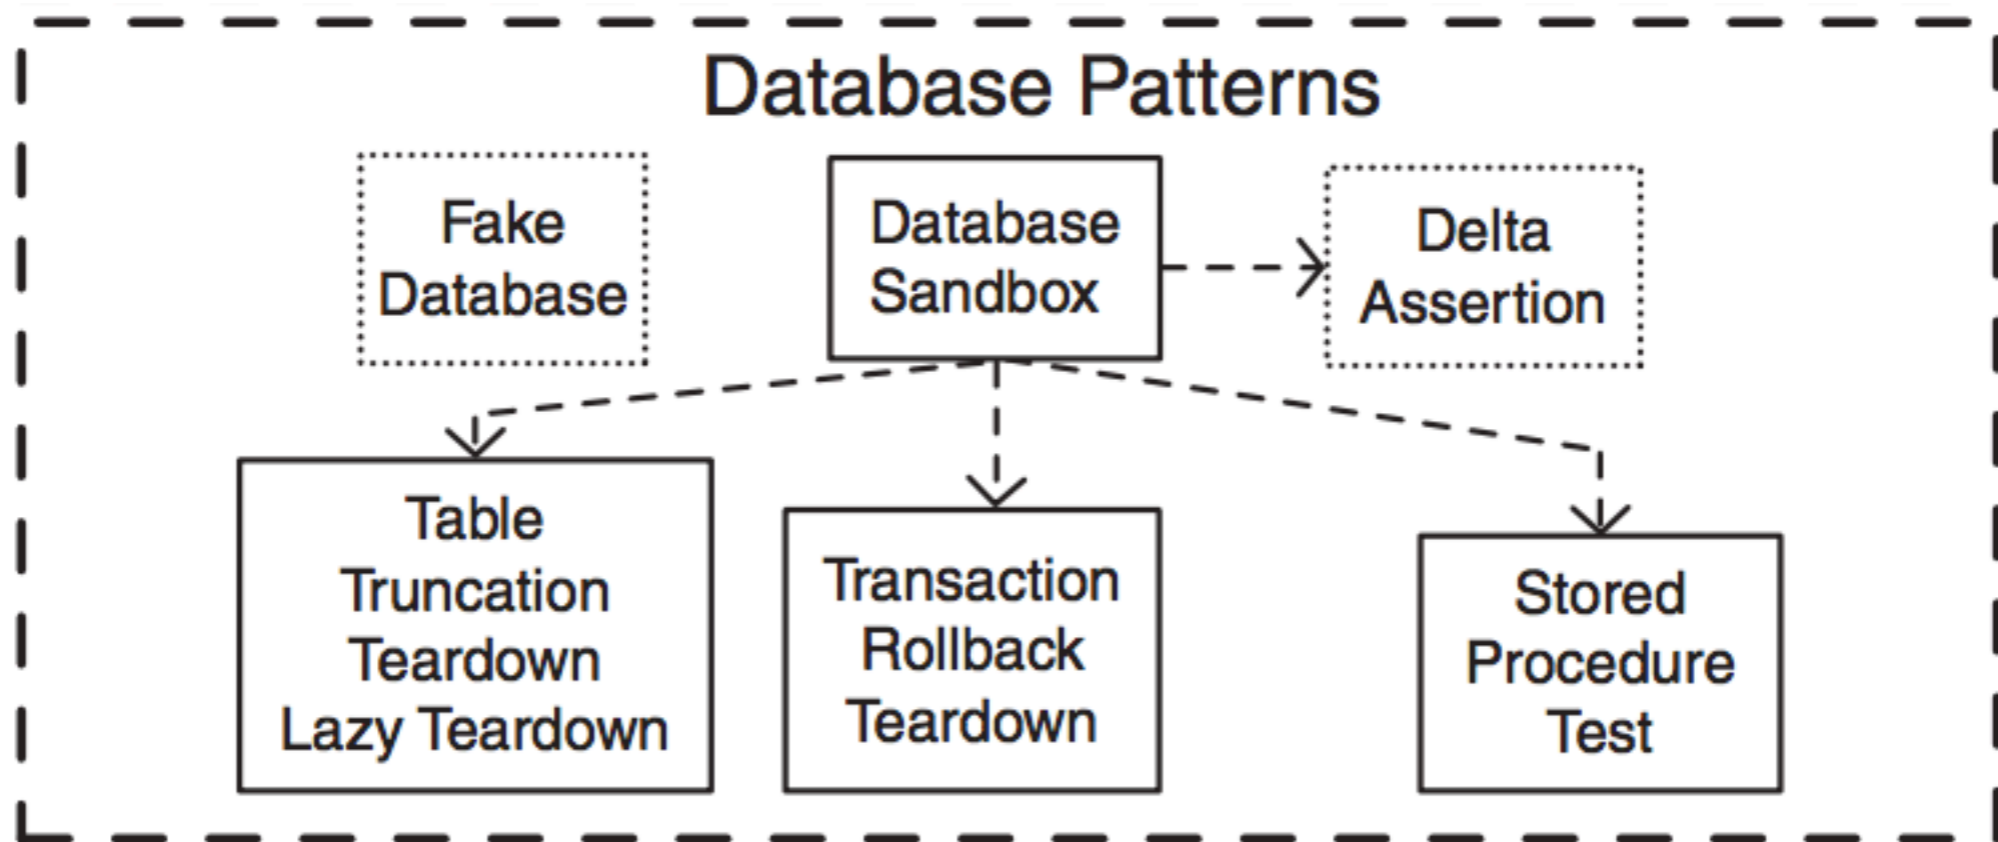 Database Patterns
Fake
Database
Database
Sandbox
Delta
Assertion
Table
Truncation
Teardown
Lazy Teardown
Transaction
Rollback
Teardown
Stored
Procedure
Test